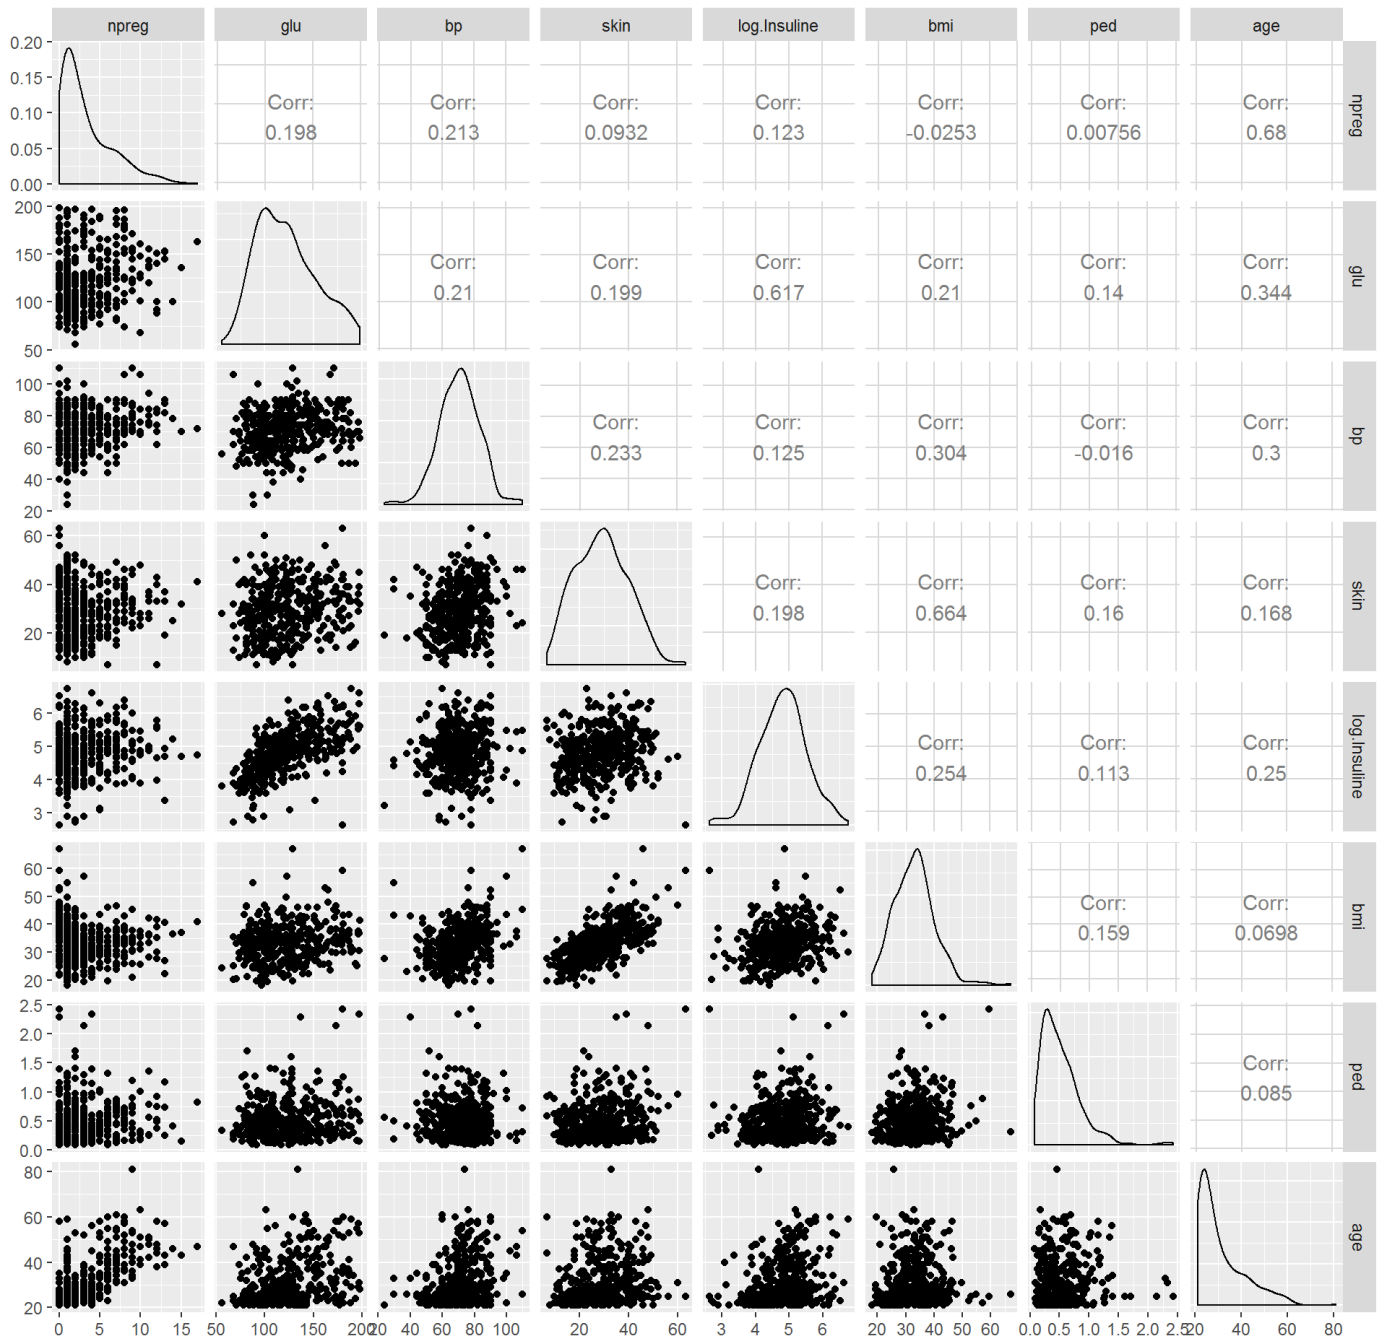 npreg glu bp skin log.Insuline bmi ped age
0.20
0.15
0.10
0.05
0.00
Corr: Corr: Corr: Corr: Corr: Corr: Corr:
0.198 0.213 0.0932 0.123 -0.0253 0.00756 0.68
npreg
200
150
100
50
Corr: Corr: Corr: Corr: Corr: Corr:
0.21 0.199 0.617 0.21 0.14 0.344
glu
100
80
60
40
20
Corr: Corr: Corr: Corr: Corr:
0.233 0.125 0.304 -0.016 0.3
bp
60
40
20
Corr: Corr: Corr: Corr:
0.198 0.664 0.16 0.168
skin
6
5
4
3
Corr: Corr: Corr:
0.254 0.113 0.25
log.Insuline
60
50
40
30
20
Corr: Corr:
0.159 0.0698
bmi
2.5
2.0
1.5
1.0
0.5
0.0
Corr:
0.085
ped
80
60
40
20
age
0 5 10 15 50 100 150 200 20 40 60 80 100 20 40 60 3 4 5 6 20 30 40 50 60 0.0 0.5 1.0 1.5 2.0 2.5 20 40 60 80